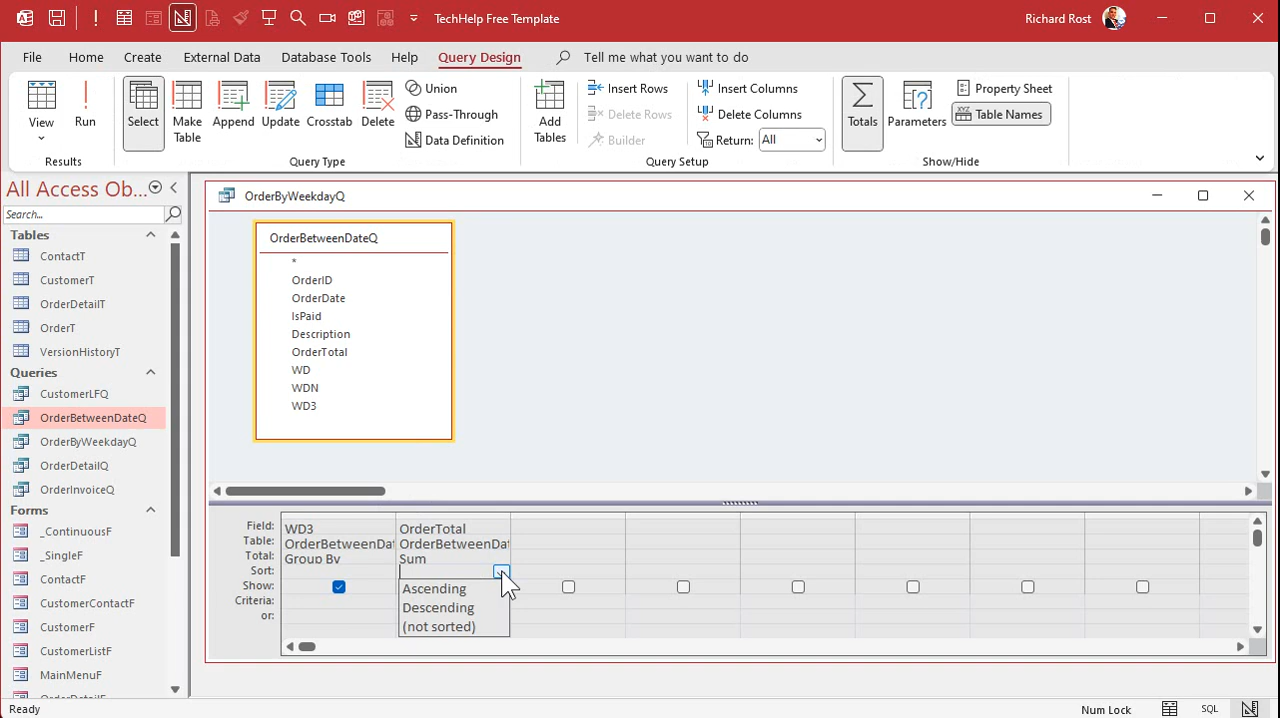 TechHelp Free Template
Richard Rost
File
Home
Create
External Data
Database Tools
Help
Query Design
Tell me what you want to do
View
Run
Select
Make Table
Append
Update
Crosstab
Delete
Union
Pass-Through
Data Definition
Add Tables
Insert Rows
Delete Rows
Builder
Insert Columns
Delete Columns
Return: All
Totals
Parameters
Property Sheet
Table Names
Results
Query Type
Query Setup
Show/Hide
All Access Ob...
Search...
Tables
ContactT
CustomerT
OrderDetailT
OrderT
VersionHistoryT
Queries
CustomerLFQ
OrderBetweenDateQ
OrderByWeekdayQ
OrderDetailQ
OrderInvoiceQ
Forms
_ContinuousF
_SingleF
ContactF
CustomerContactF
CustomerF
CustomerListF
MainMenuF
OrderDetailF
OrderByWeekdayQ
OrderBetweenDateQ
*
OrderID
OrderDate
IsPaid
Description
OrderTotal
WD
WDN
WD3
Field: WD3 OrderTotal
Table: OrderBetweenDat OrderBetweenDat
Total: Group By Sum
Sort:
Show:
Criteria:
or:
Ascending
Descending
(not sorted)
Ready
Num Lock
SQL